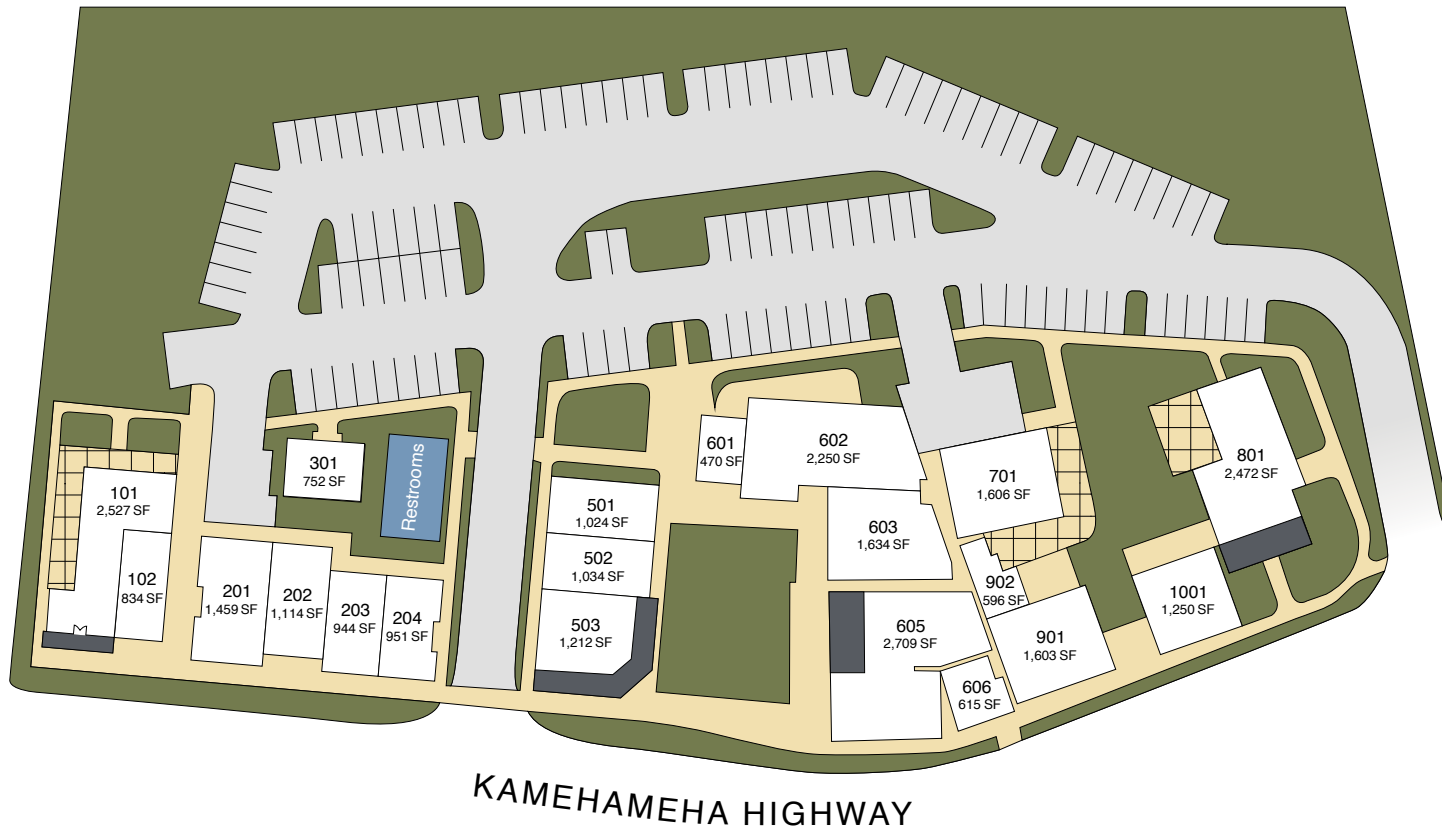 101
2,527 SF
102
834 SF
201
1,459 SF
202
1,114 SF
203
944 SF
204
951 SF
301
752 SF
Restrooms
501
1,024 SF
502
1,034 SF
503
1,212 SF
601
470 SF
602
2,250 SF
603
1,634 SF
605
2,709 SF
606
615 SF
701
1,606 SF
801
2,472 SF
901
1,603 SF
902
596 SF
1001
1,250 SF
KAMEHAMEHA HIGHWAY